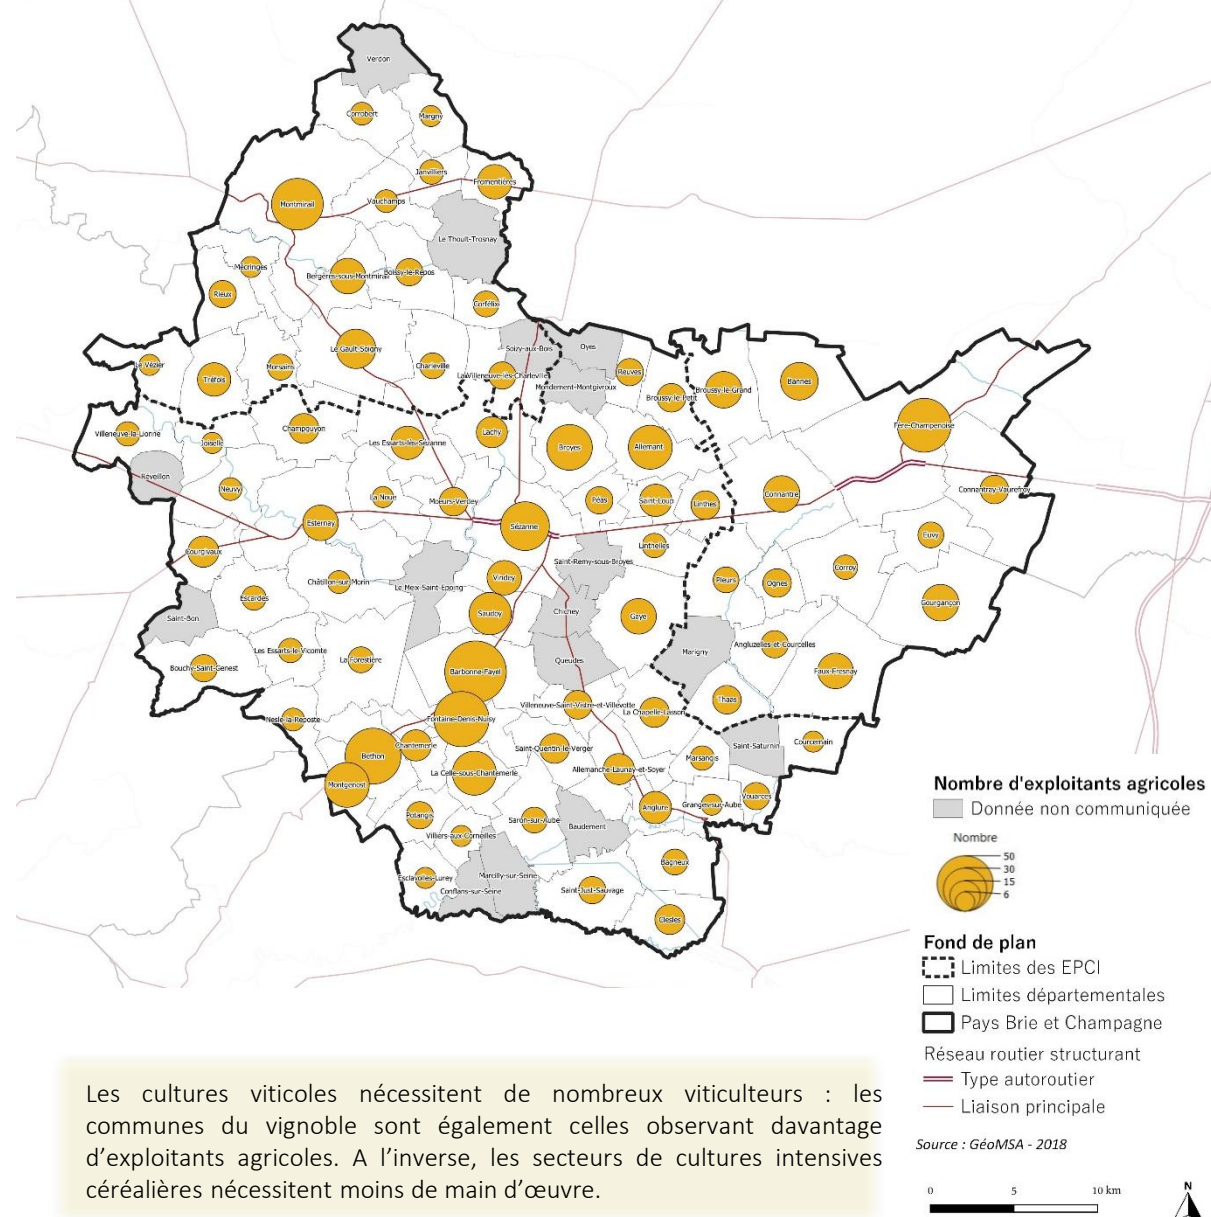 Verdon
Corrobert
Margny
Janvilliers
Fromentières
Montmirail
Vauchamps
Le Thoult-Trosnay
Mécringes
Bergères-sous-Montmirail
Boissy-le-Repos
Rieux
Corfélix
Le Gault-Soigny
Soizy-aux-Bois
Oyes
Le Vézier
Tréfols
Morsains
Charleville
La Villeneuve-lès-Charleville
Reuves
Mondement-Montgivroux
Broussy-le-Petit
Broussy-le-Grand
Bannes
Villeneuve-la-Lionne
Joiselle
Champguyon
Les Essarts-lès-Sézanne
Lachy
Broyes
Allemant
Fère-Champenoise
Réveillon
Neuvy
La Noue
Mœurs-Verdey
Péas
Saint-Loup
Linthes
Connantre
Connantray-Vaurefroy
Esternay
Sézanne
Linthelles
Euvy
Courgivaux
Saint-Remy-sous-Broyes
Châtillon-sur-Morin
Le Meix-Saint-Epoing
Vindey
Pleurs
Ognes
Corroy
Escardes
Saint-Bon
Saudoy
Chichey
Gaye
Gourgançon
Les Essarts-le-Vicomte
La Forestière
Queudes
Marigny
Angluzelles-et-Courcelles
Bouchy-Saint-Genest
Barbonne-Fayel
Faux-Fresnay
Nesle-la-Reposte
Fontaine-Denis-Nuisy
Villeneuve-Saint-Vistre-et-Villevotte
La Chapelle-Lasson
Thaas
Chantemerle
Saint-Quentin-le-Verger
Saint-Saturnin
Courcemain
Bethon
La Celle-sous-Chantemerle
Allemanche-Launay-et-Soyer
Marsangis
Montgenost
Anglure
Granges-sur-Aube
Vouarces
Potangis
Villiers-aux-Corneilles
Saron-sur-Aube
Baudement
Bagneux
Esclavolles-Lurey
Conflans-sur-Seine
Marcilly-sur-Seine
Saint-Just-Sauvage
Clesles
Nombre d'exploitants agricoles
Donnée non communiquée
Nombre
50
30
15
6
Fond de plan
Limites des EPCI
Limites départementales
Pays Brie et Champagne
Réseau routier structurant
Type autoroutier
Liaison principale
Source : GéoMSA - 2018
0 5 10 km
N
Les cultures viticoles nécessitent de nombreux viticulteurs : les
communes du vignoble sont également celles observant davantage
d’exploitants agricoles. A l’inverse, les secteurs de cultures intensives
céréalières nécessitent moins de main d’œuvre.